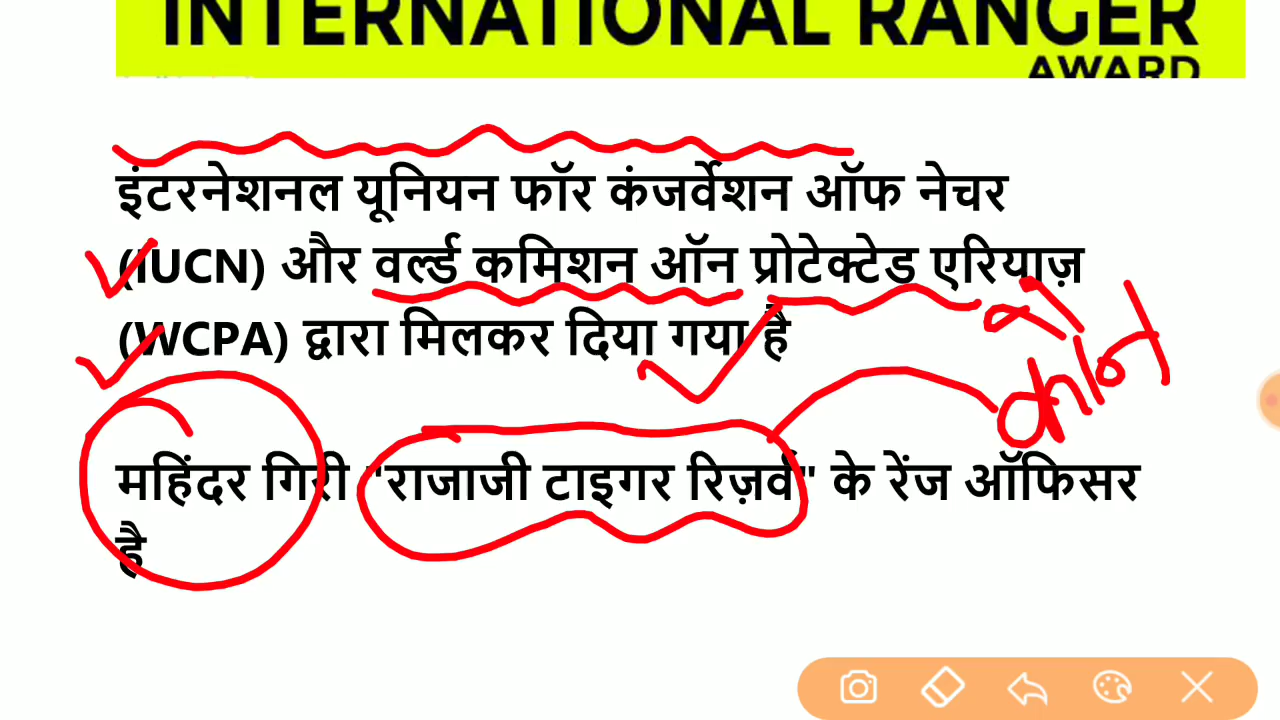 INTERNATIONAL RANGER
AWARD
इंटरनेशनल यूनियन फॉर कंजर्वेशन ऑफ नेचर
(IUCN) और वर्ल्ड कमिशन ऑन प्रोटेक्टेड एरियाज़
(WCPA) द्वारा मिलकर दिया गया है
महिंदर गिरी "राजाजी टाइगर रिज़र्व" के रेंज ऑफिसर
है